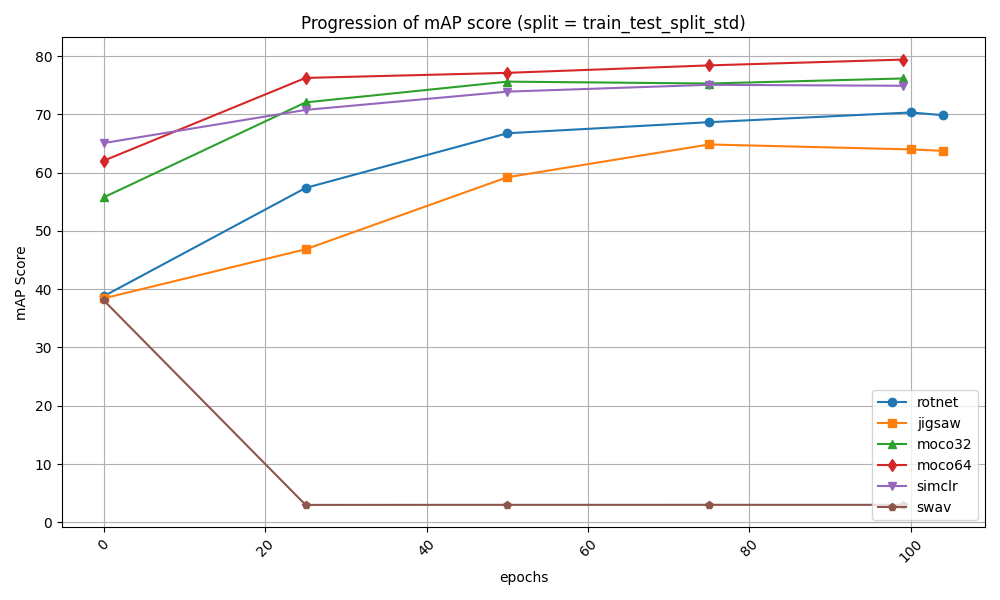 Progression of mAP score (split = train_test_split_std)
mAP Score
80
70
60
50
40
30
20
10
0
0
20
40
60
80
100
epochs
rotnet
jigsaw
moco32
moco64
simclr
swav